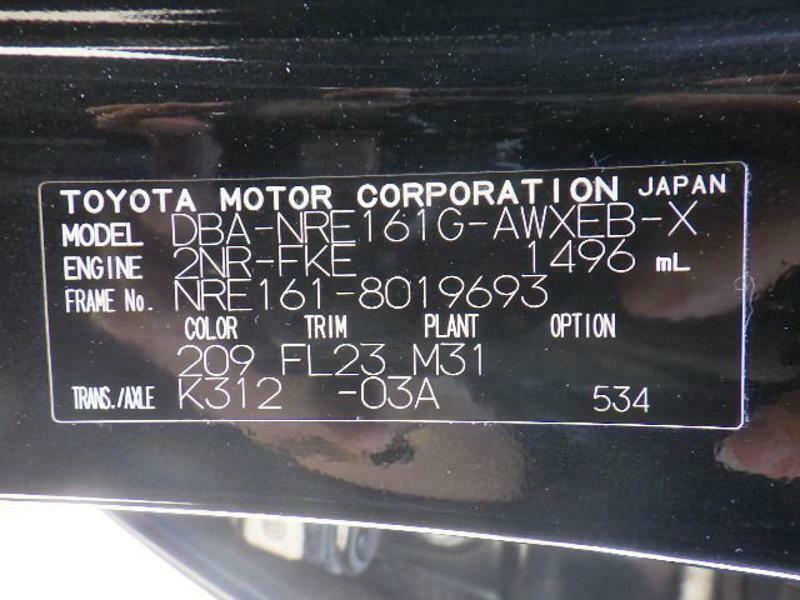 TOYOTA MOTOR CORPORATION JAPAN
MODEL DBA-NRE161G-AWXEB-X
ENGINE 2NR-FKE 1496 mL
FRAME No. NRE161-8019693
COLOR TRIM PLANT OPTION
209 FL23 M31
TRANS./AXLE K312 -03A 534